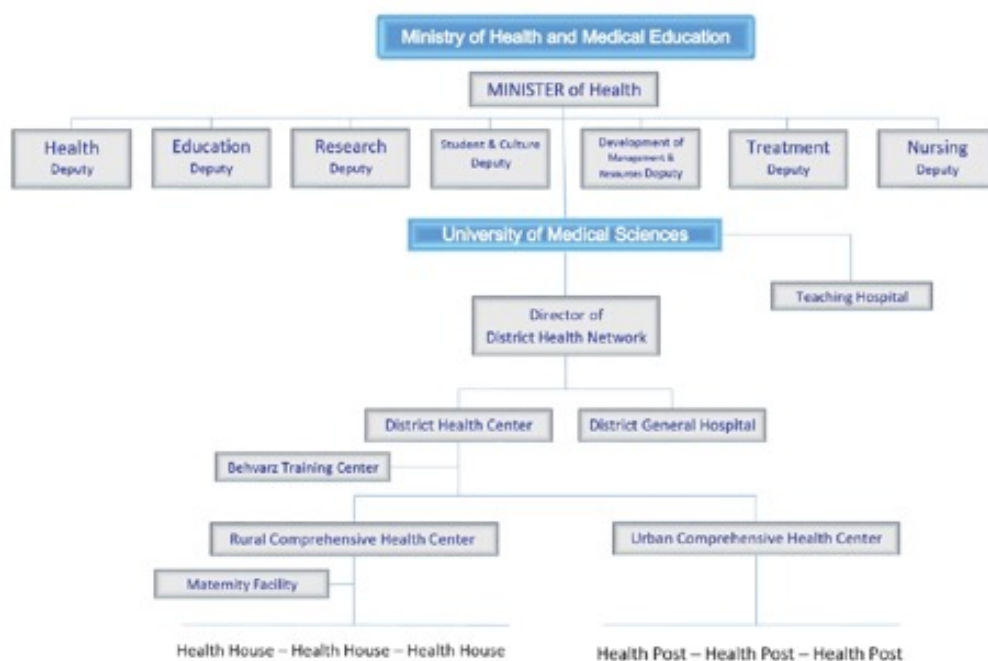 Ministry of Health and Medical Education
MINISTER of Health
Health
Deputy
Education
Deputy
Research
Deputy
Student & Culture
Deputy
Development of
Management &
Resources Deputy
Treatment
Deputy
Nursing
Deputy
University of Medical Sciences
Teaching Hospital
Director of
District Health Network
District Health Center
District General Hospital
Behvarz Training Center
Rural Comprehensive Health Center
Urban Comprehensive Health Center
Maternity Facility
Health House – Health House – Health House
Health Post – Health Post – Health Post